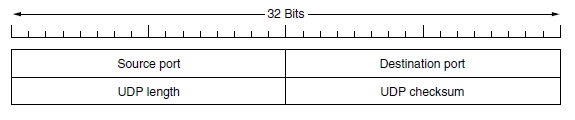 32 Bits
Source port Destination port
UDP length UDP checksum